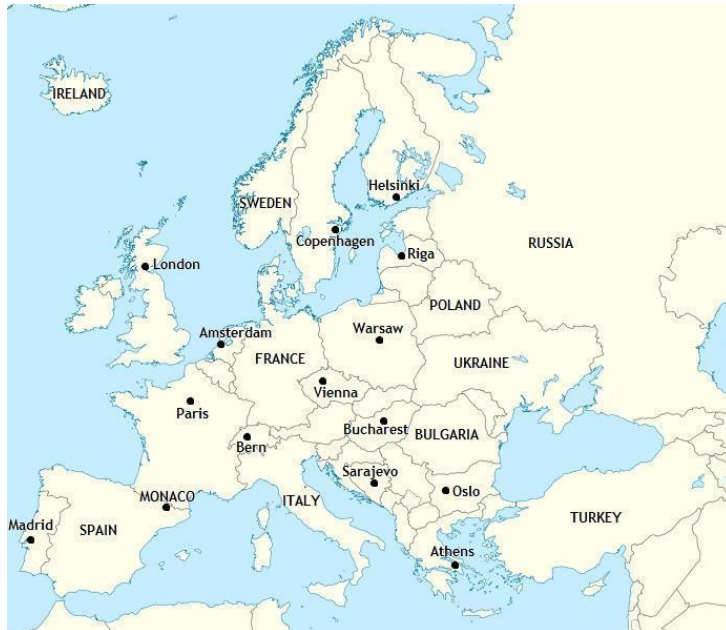 IRELAND
Helsinki
SWEDEN
Copenhagen
RUSSIA
Riga
London
POLAND
Amsterdam
Warsaw
FRANCE
UKRAINE
Vienna
Paris
Bucharest
BULGARIA
Bern
Sarajevo
Oslo
MONACO
ITALY
TURKEY
Madrid
SPAIN
Athens